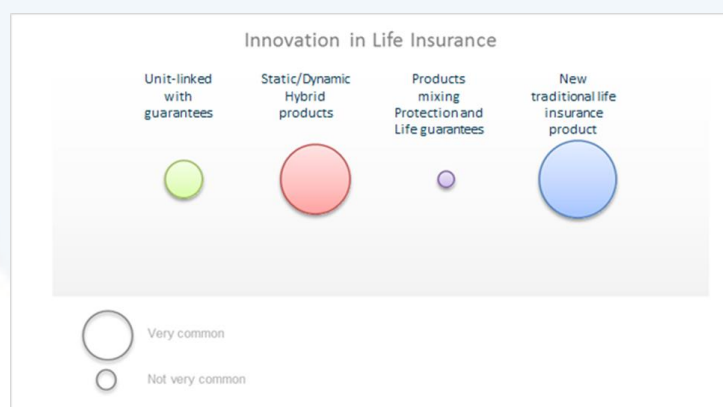 Innovation in Life Insurance
Unit-linked
with
guarantees
Static/Dynamic
Hybrid
products
Products
mixing
Protection and
Life guarantees
New
traditional life
insurance
product
Very common
Not very common